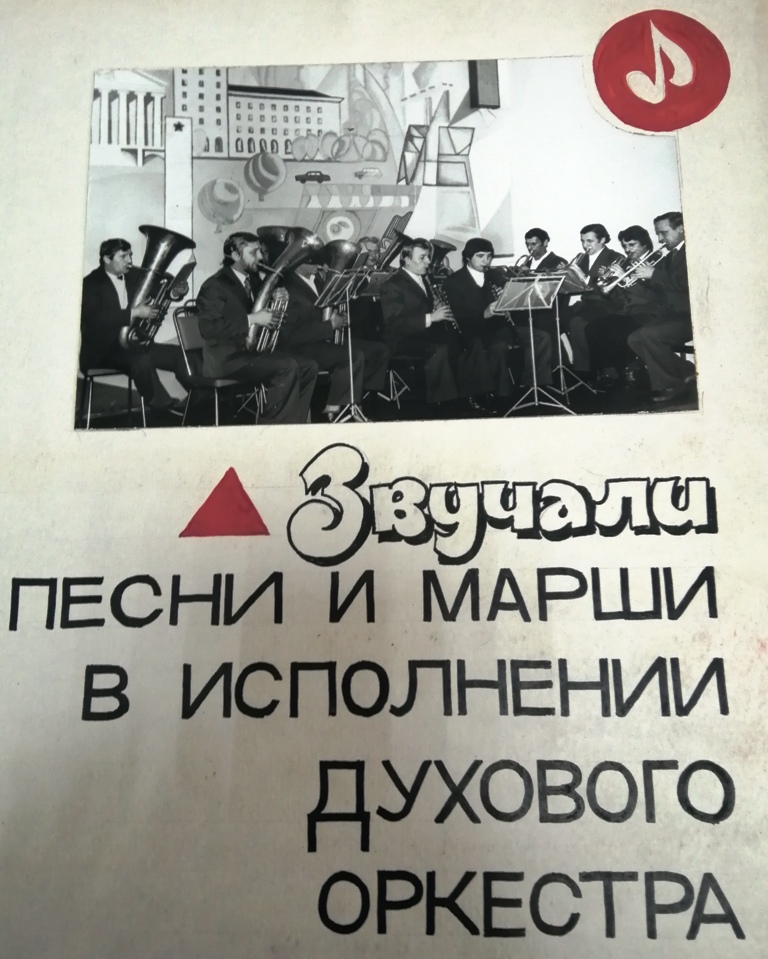 Звучали
ПЕСНИ И МАРШИ
В ИСПОЛНЕНИИ
ДУХОВОГО
ОРКЕСТРА